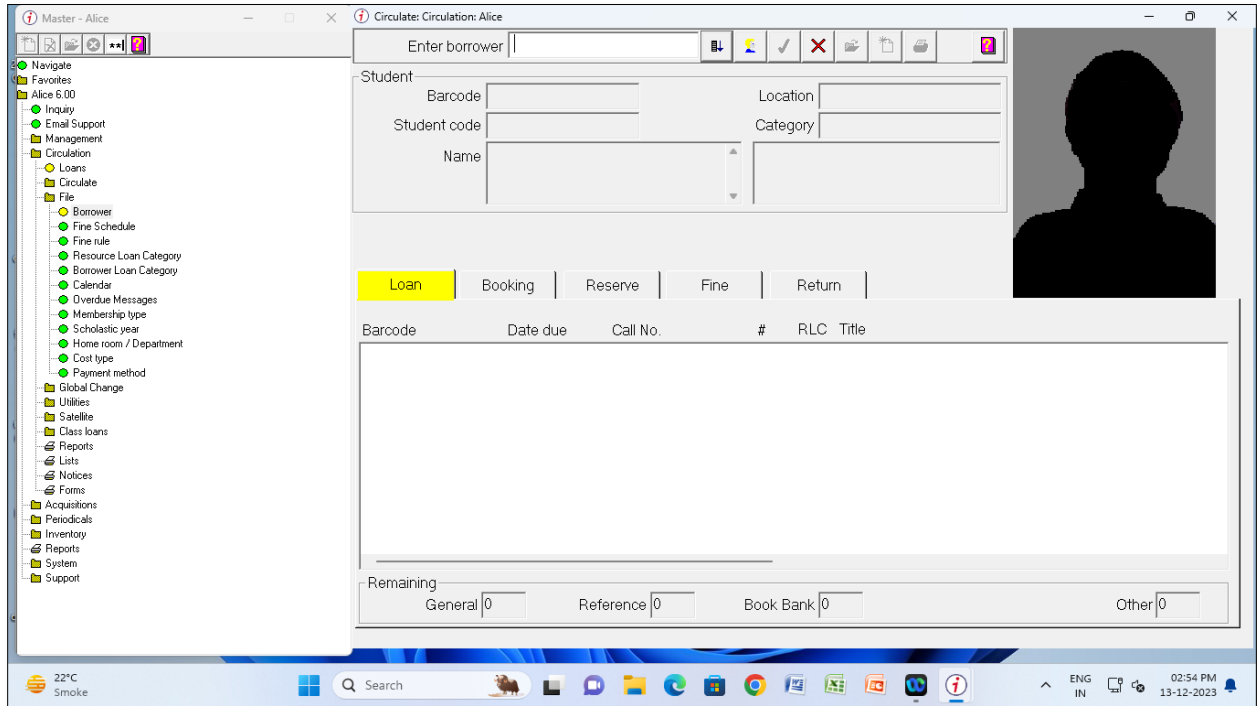 Master - Alice
**|
Navigate
Favorites
Alice 6.00
Inquiry
Email Support
Management
Circulation
Loans
Circulate
File
Borrower
Fine Schedule
Fine rule
Resource Loan Category
Borrower Loan Category
Calendar
Overdue Messages
Membership type
Scholastic year
Home room / Department
Cost type
Payment method
Global Change
Utilities
Satellite
Class loans
Reports
Lists
Notices
Forms
Acquisitions
Periodicals
Inventory
Reports
System
Support
Circulate: Circulation: Alice
Enter borrower
Student
Barcode
Location
Student code
Category
Name
Loan Booking Reserve Fine Return
Barcode Date due Call No. # RLC Title
Remaining
General 0 Reference 0 Book Bank 0 Other 0
22°C
Smoke
Search
ENG
IN
02:54 PM
13-12-2023